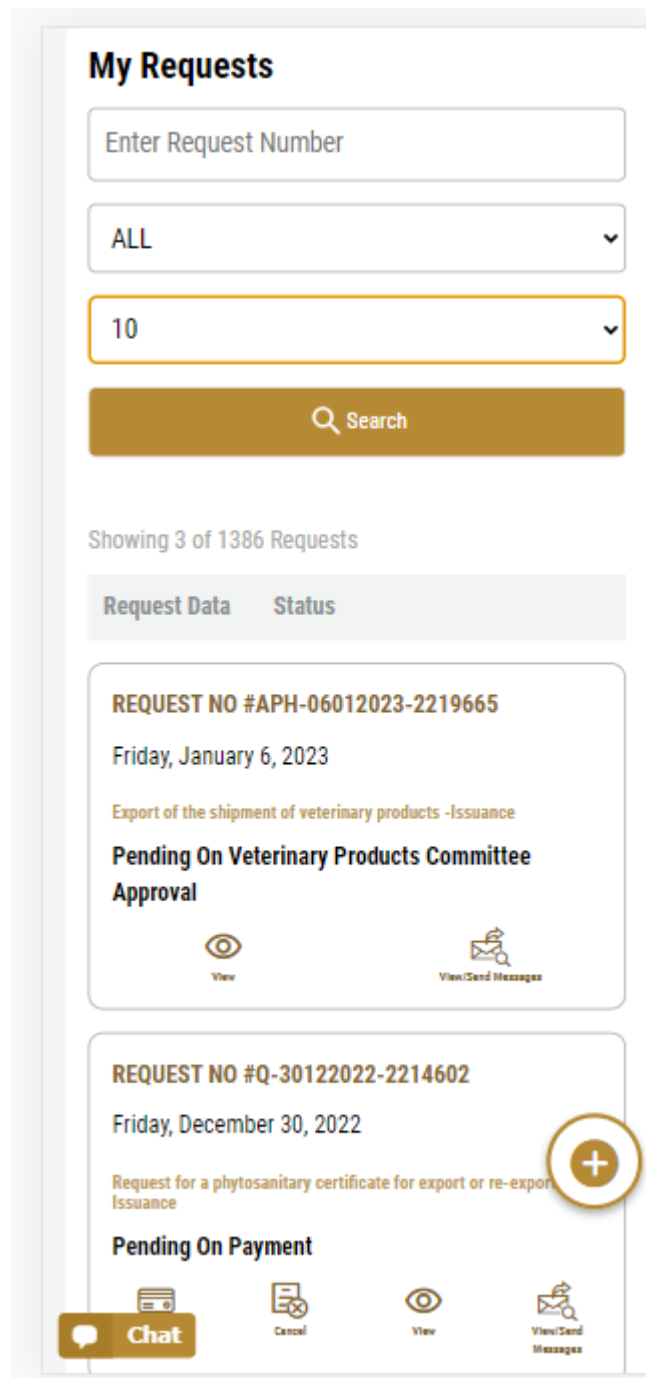 My Requests
Enter Request Number
ALL
10
Search
Showing 3 of 1386 Requests
Request Data Status
REQUEST NO #APH-06012023-2219665
Friday, January 6, 2023
Export of the shipment of veterinary products -Issuance
Pending On Veterinary Products Committee
Approval
View View/Send Messages
REQUEST NO #Q-30122022-2214602
Friday, December 30, 2022
Request for a phytosanitary certificate for export or re-expor
Issuance
Pending On Payment
Cancel View View/Send
Messages
Chat